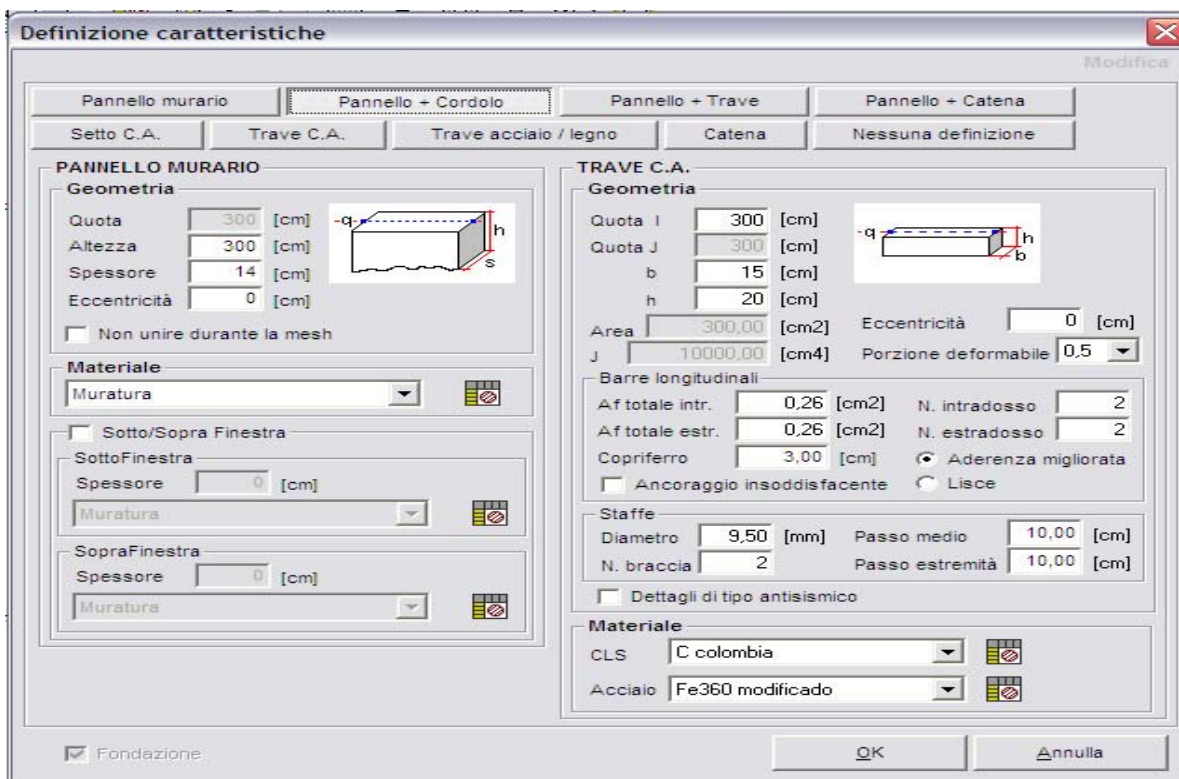 Definizione caratteristiche
Modifica
Pannello murario
Pannello + Cordolo
Pannello + Trave
Pannello + Catena
Setto C.A.
Trave C.A.
Trave acciaio / legno
Catena
Nessuna definizione
PANNELLO MURARIO
Geometria
Quota 300 [cm]
Altezza 300 [cm]
Spessore 14 [cm]
Eccentricità 0 [cm]
-q-
h
s
Non unire durante la mesh
Materiale
Muratura
Sotto/Sopra Finestra
SottoFinestra
Spessore 0 [cm]
Muratura
SopraFinestra
Spessore 0 [cm]
Muratura
TRAVE C.A.
Geometria
Quota I 300 [cm]
Quota J 300 [cm]
b 15 [cm]
h 20 [cm]
-q
h
b
Area 300,00 [cm2]
Eccentricità 0 [cm]
J 10000,00 [cm4]
Porzione deformabile 0,5
Barre longitudinali
Af totale intr. 0,26 [cm2]
N. intradosso 2
Af totale estr. 0,26 [cm2]
N. estradosso 2
Copriferro 3,00 [cm]
Aderenza migliorata
Ancoraggio insoddisfacente
Lisce
Staffe
Diametro 9,50 [mm]
Passo medio 10,00 [cm]
N. braccia 2
Passo estremità 10,00 [cm]
Dettagli di tipo antisismico
Materiale
CLS C colombia
Acciaio Fe360 modificado
Fondazione
OK
Annulla